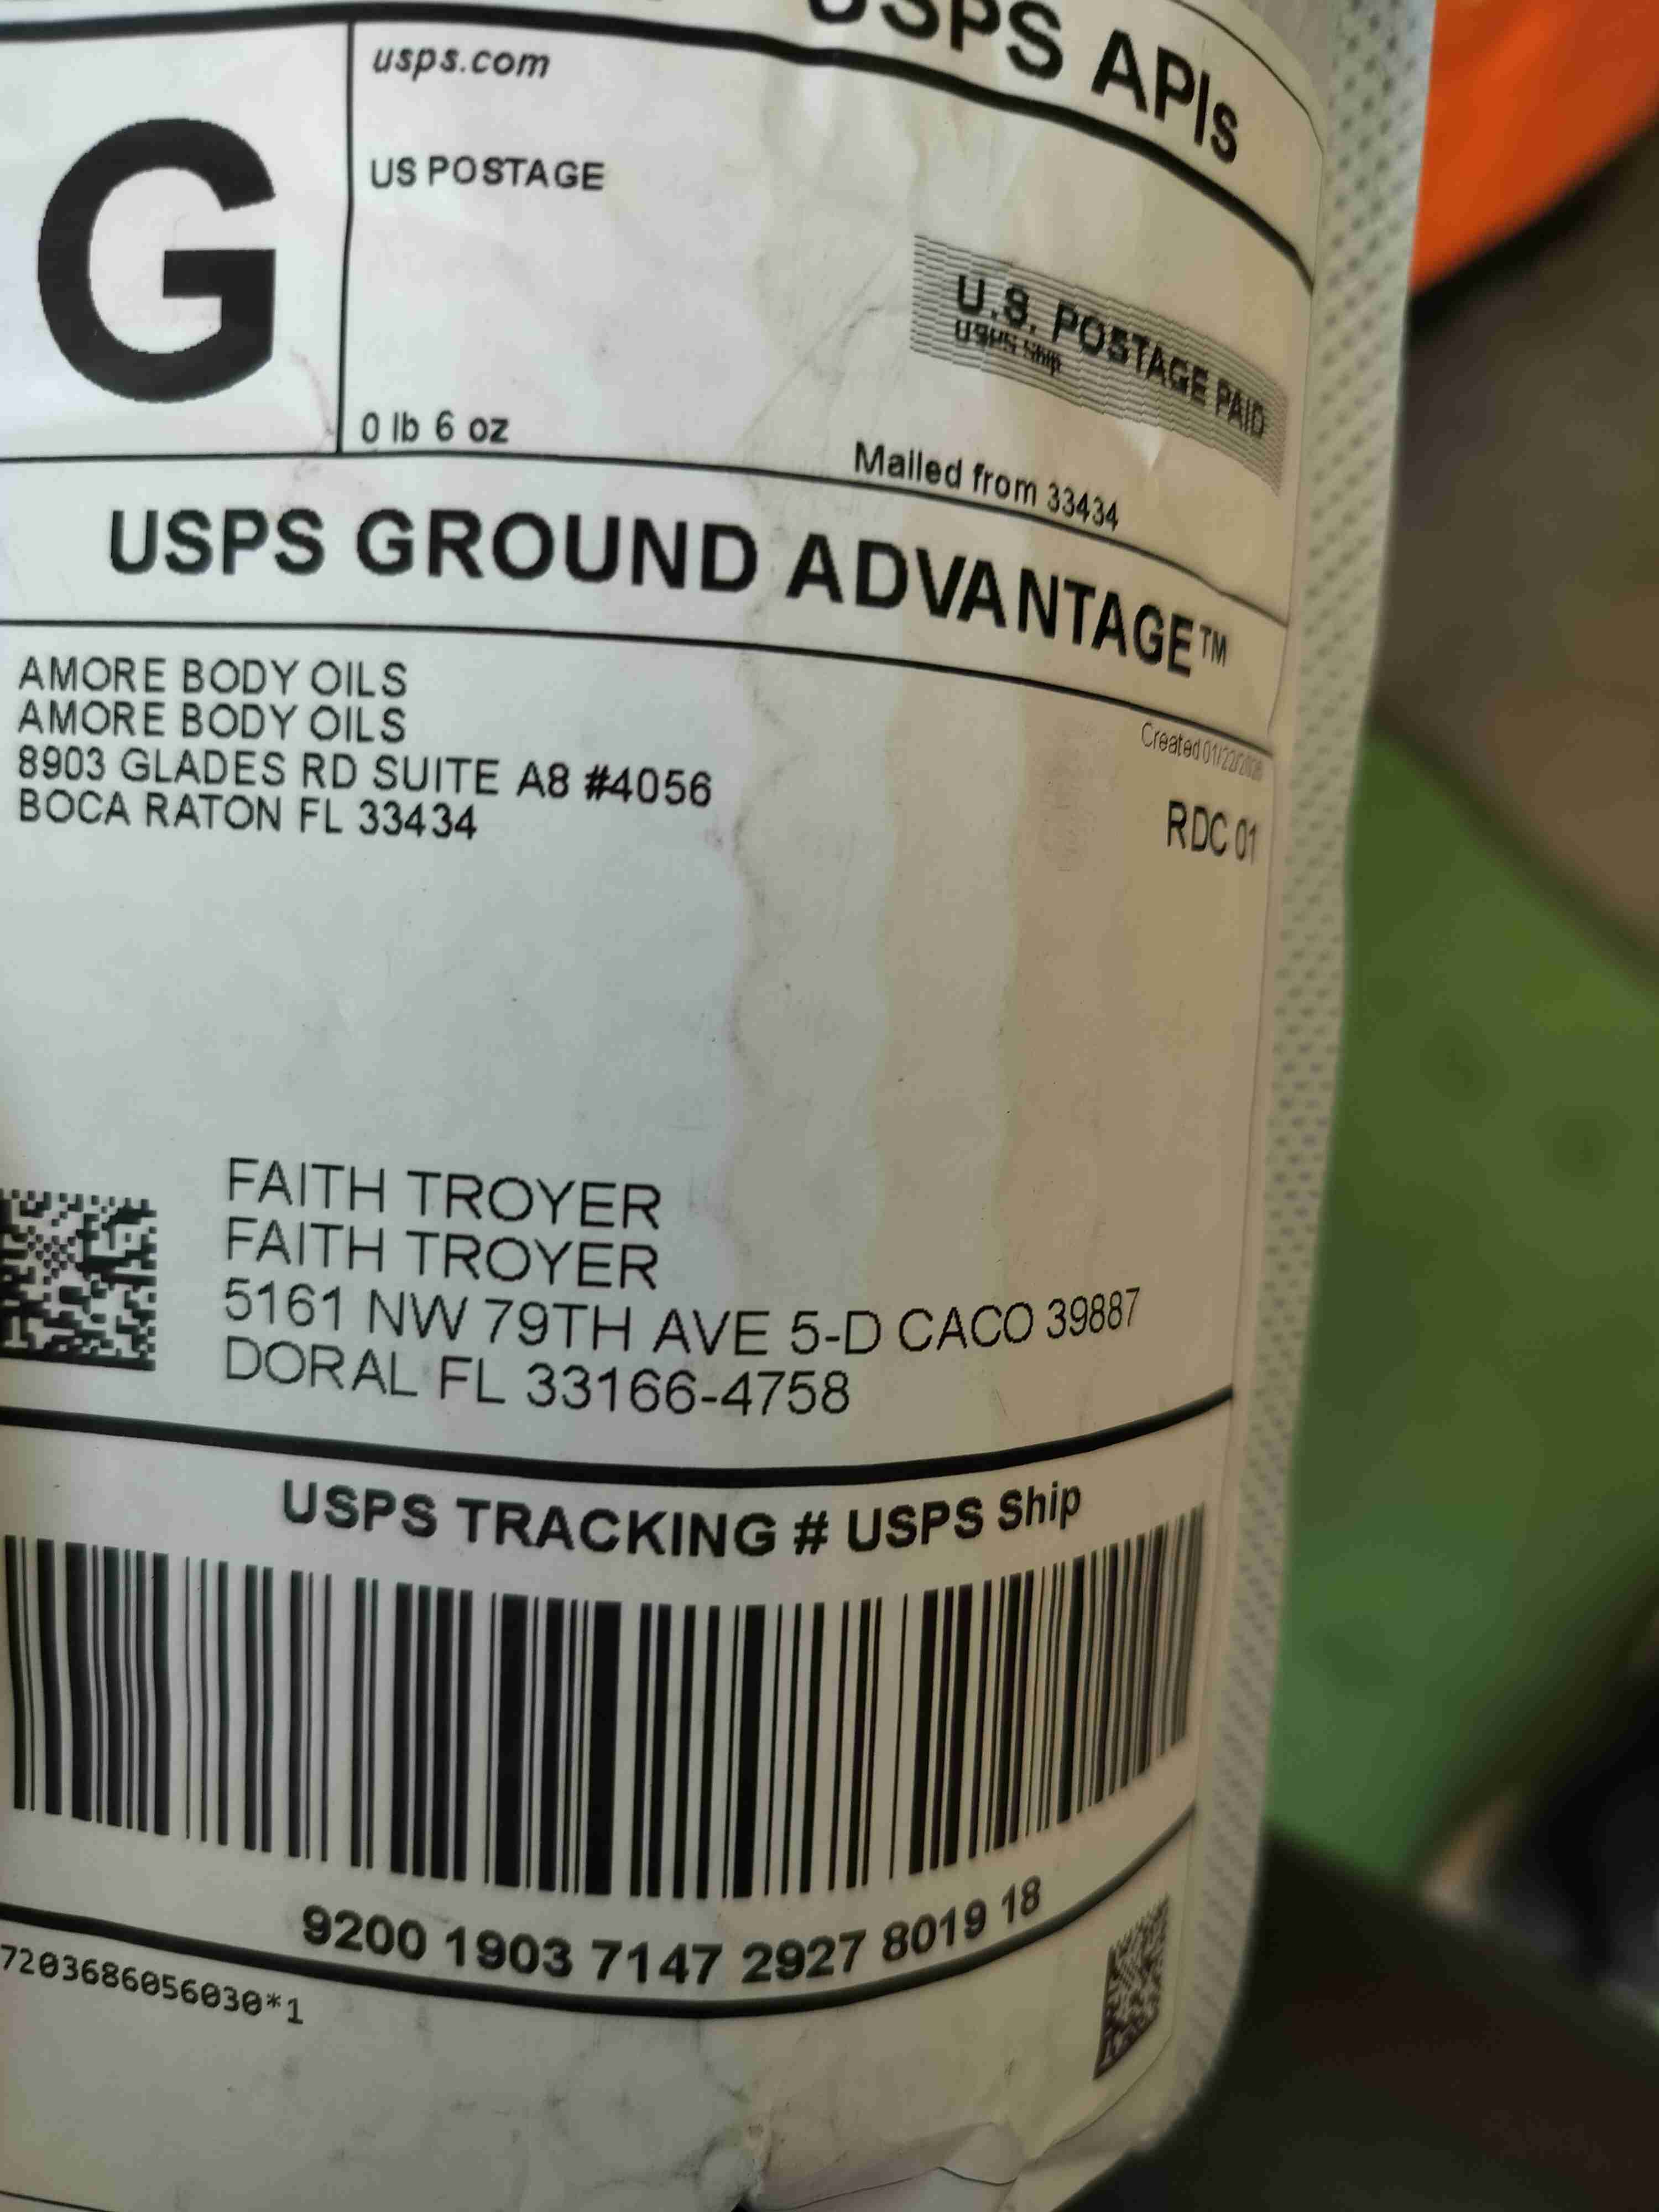 USPS APIs
usps.com
G
US POSTAGE
U.S. POSTAGE PAID
USPS Ship
0 lb 6 oz
Mailed from 33434
USPS GROUND ADVANTAGE™
AMORE BODY OILS
AMORE BODY OILS
8903 GLADES RD SUITE A8 #4056
BOCA RATON FL 33434
Created
RDC 01
FAITH TROYER
FAITH TROYER
5161 NW 79TH AVE 5-D CACO 39887
DORAL FL 33166-4758
USPS TRACKING # USPS Ship
9200 1903 7147 2927 8019 18
7203686056030*1